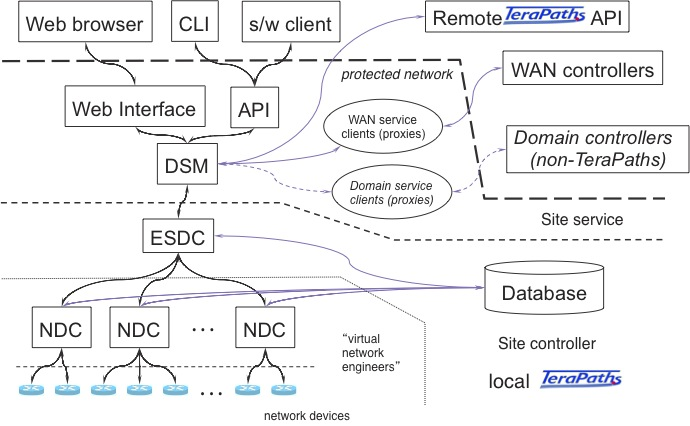 Web browser
CLI
s/w client
Remote TeraPaths API
protected network
WAN controllers
Web Interface
API
WAN service
clients (proxies)
Domain controllers
(non-TeraPaths)
DSM
Domain service
clients (proxies)
Site service
ESDC
Database
NDC
NDC
...
NDC
"virtual
network
engineers"
Site controller
local TeraPaths
...
network devices